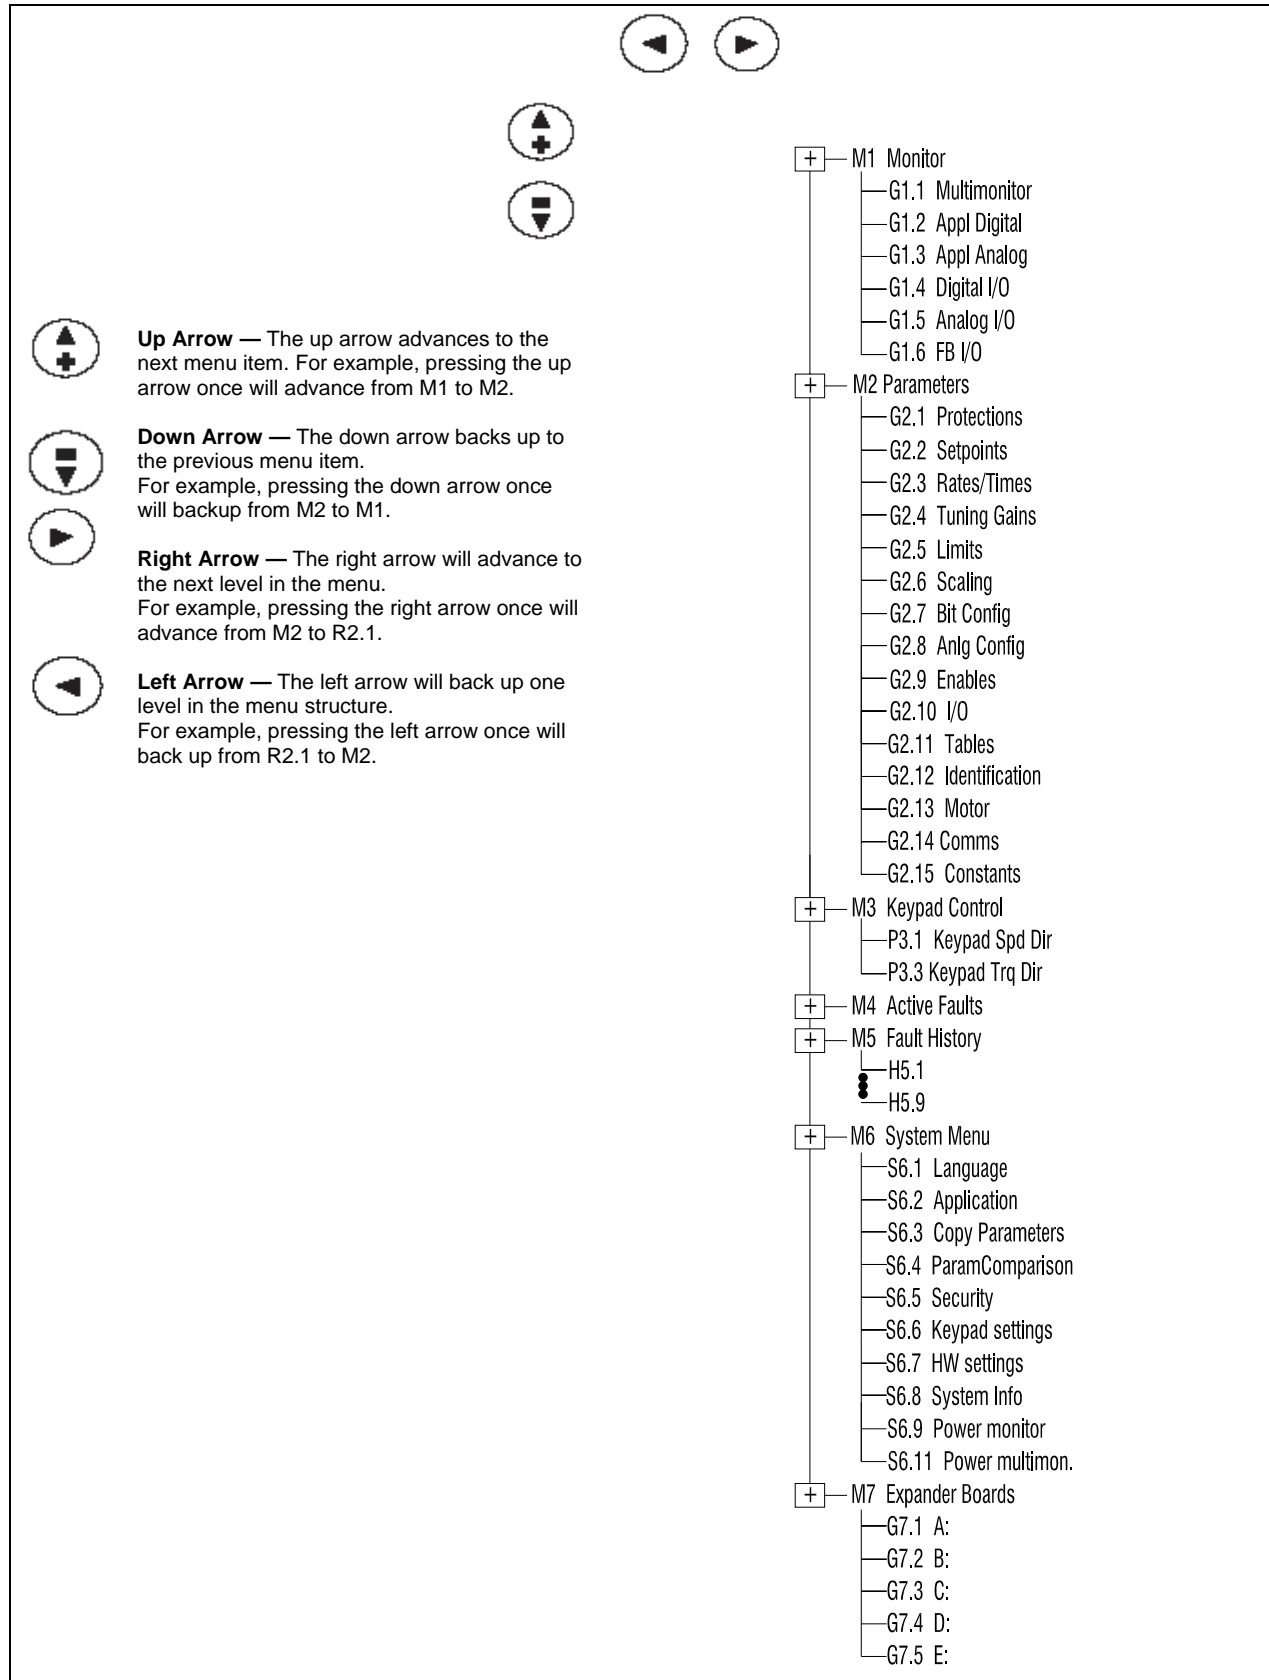 Up Arrow — The up arrow advances to the
next menu item. For example, pressing the up
arrow once will advance from M1 to M2.
Down Arrow — The down arrow backs up to
the previous menu item.
For example, pressing the down arrow once
will backup from M2 to M1.
Right Arrow — The right arrow will advance to
the next level in the menu.
For example, pressing the right arrow once will
advance from M2 to R2.1.
Left Arrow — The left arrow will back up one
level in the menu structure.
For example, pressing the left arrow once will
back up from R2.1 to M2.
M1 Monitor
G1.1 Multimonitor
G1.2 Appl Digital
G1.3 Appl Analog
G1.4 Digital I/O
G1.5 Analog I/O
G1.6 FB I/O
M2 Parameters
G2.1 Protections
G2.2 Setpoints
G2.3 Rates/Times
G2.4 Tuning Gains
G2.5 Limits
G2.6 Scaling
G2.7 Bit Config
G2.8 Anlg Config
G2.9 Enables
G2.10 I/O
G2.11 Tables
G2.12 Identification
G2.13 Motor
G2.14 Comms
G2.15 Constants
M3 Keypad Control
P3.1 Keypad Spd Dir
P3.3 Keypad Trq Dir
M4 Active Faults
M5 Fault History
H5.1
H5.9
M6 System Menu
S6.1 Language
S6.2 Application
S6.3 Copy Parameters
S6.4 ParamComparison
S6.5 Security
S6.6 Keypad settings
S6.7 HW settings
S6.8 System Info
S6.9 Power monitor
S6.11 Power multimon.
M7 Expander Boards
G7.1 A:
G7.2 B:
G7.3 C:
G7.4 D:
G7.5 E: